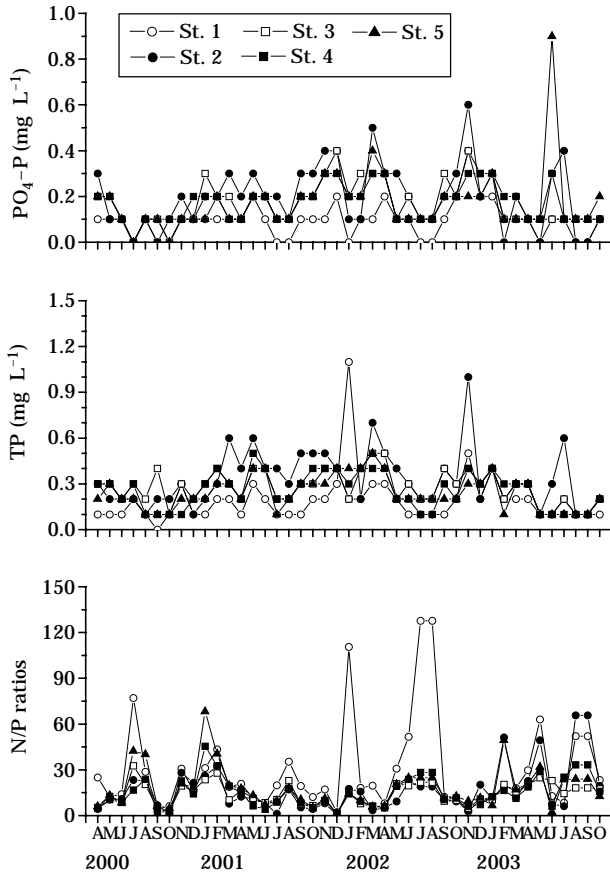 1.0
0.8
0.6
0.4
0.2
0.0
PO4–P (mg L−1)
St. 1 St. 3 St. 5
St. 2 St. 4
1.5
1.2
0.9
0.6
0.3
0.0
TP (mg L−1)
150
120
90
60
30
0
N/P ratios
A M J J A S O N D J F M A M J J A S O N D J F M A M J J A S O N D J F M A M J J A S O
2000 2001 2002 2003